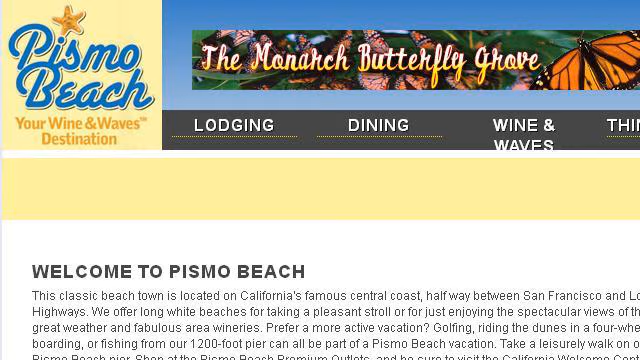 Pismo
Beach
Your Wine & Waves™
Destination
The Monarch Butterfly Grove
LODGING
DINING
WINE &
WAVES
WELCOME TO PISMO BEACH
This classic beach town is located on California's famous central coast, half way between San Francisco and
Highways. We offer long white beaches for taking a pleasant stroll or for just enjoying the spectacular views of
great weather and fabulous area wineries. Prefer a more active vacation? Golfing, riding the dunes in a
boarding, or fishing from our 1200-foot pier can all be part of a Pismo Beach vacation. Take a leisurely walk on
Pismo Beach pier. Shop at the Pismo Beach Premium Outlets, and be sure to visit the California Welcome